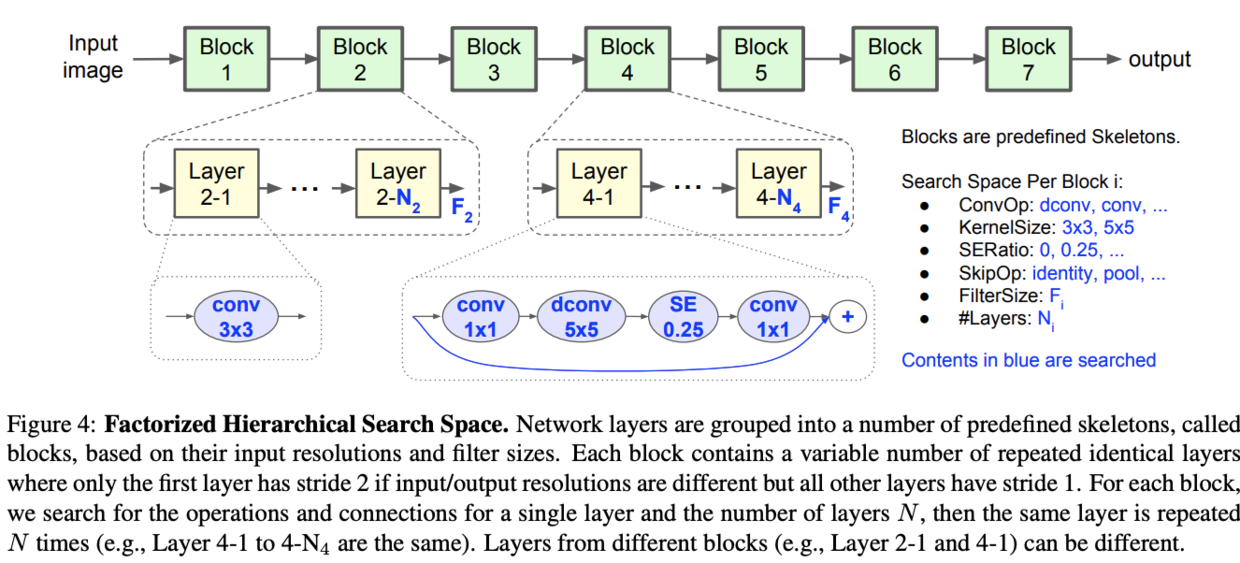 Input image
Block 1
Block 2
Block 3
Block 4
Block 5
Block 6
Block 7
output
Layer 2-1
...
Layer 2-N2
F2
Layer 4-1
...
Layer 4-N4
F4
conv 3x3
conv 1x1
dconv 5x5
SE 0.25
conv 1x1
+
Blocks are predefined Skeletons.
Search Space Per Block i:
● ConvOp: dconv, conv, ...
● KernelSize: 3x3, 5x5
● SERatio: 0, 0.25, ...
● SkipOp: identity, pool, ...
● FilterSize: Fi
● #Layers: Ni
Contents in blue are searched
Figure 4: Factorized Hierarchical Search Space. Network layers are grouped into a number of predefined skeletons, called
blocks, based on their input resolutions and filter sizes. Each block contains a variable number of repeated identical layers
where only the first layer has stride 2 if input/output resolutions are different but all other layers have stride 1. For each block,
we search for the operations and connections for a single layer and the number of layers N, then the same layer is repeated
N times (e.g., Layer 4-1 to 4-N4 are the same). Layers from different blocks (e.g., Layer 2-1 and 4-1) can be different.